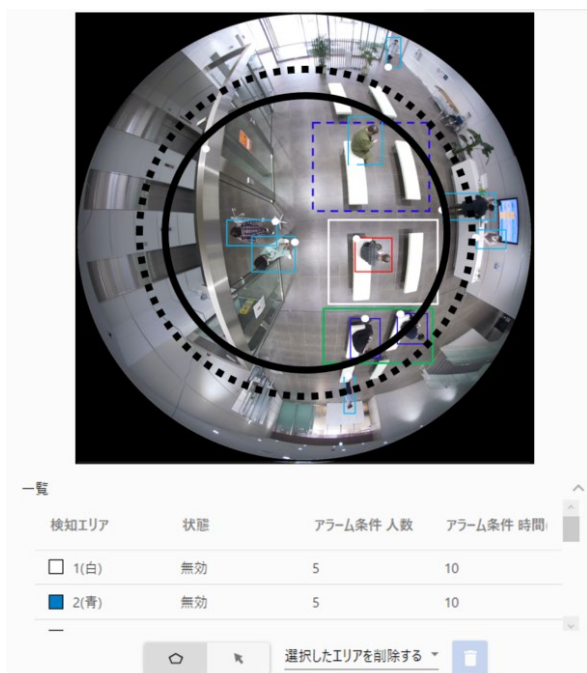 一覧
検知エリア 状態 アラーム条件 人数 アラーム条件 時間(
1(白) 無効 5 10
2(青) 無効 5 10
選択したエリアを削除する